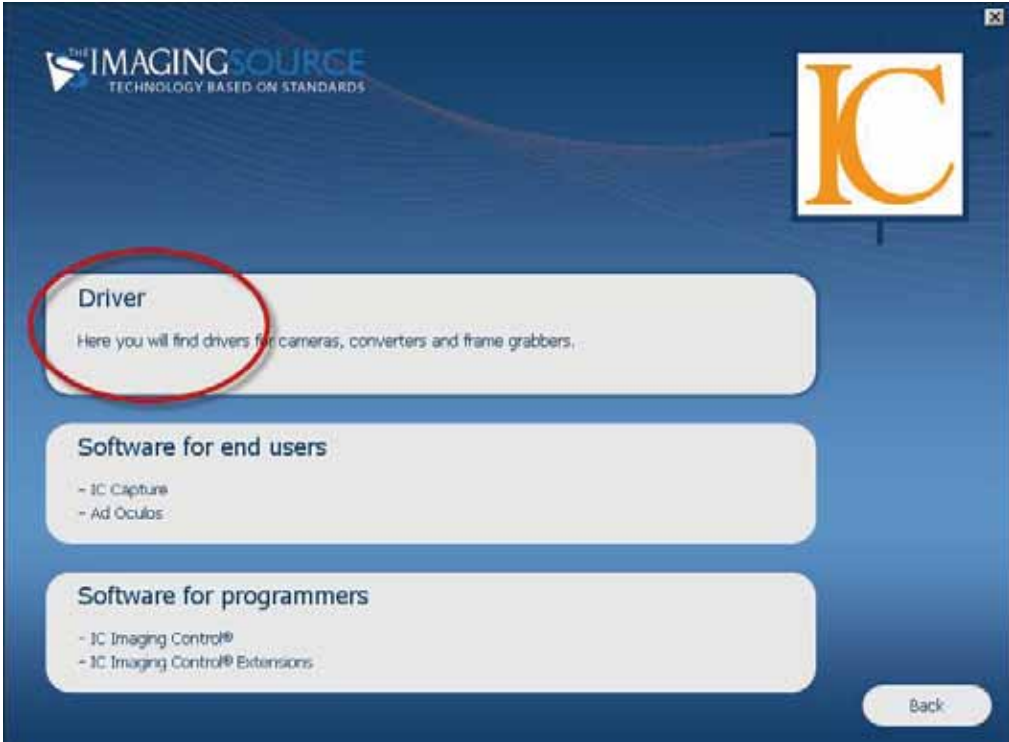 THE IMAGINGSOURCE
TECHNOLOGY BASED ON STANDARDS
IC
Driver
Here you will find drivers for cameras, converters and frame grabbers.
Software for end users
- IC Capture
- Ad Oculos
Software for programmers
- IC Imaging Control®
- IC Imaging Control® Extensions
Back